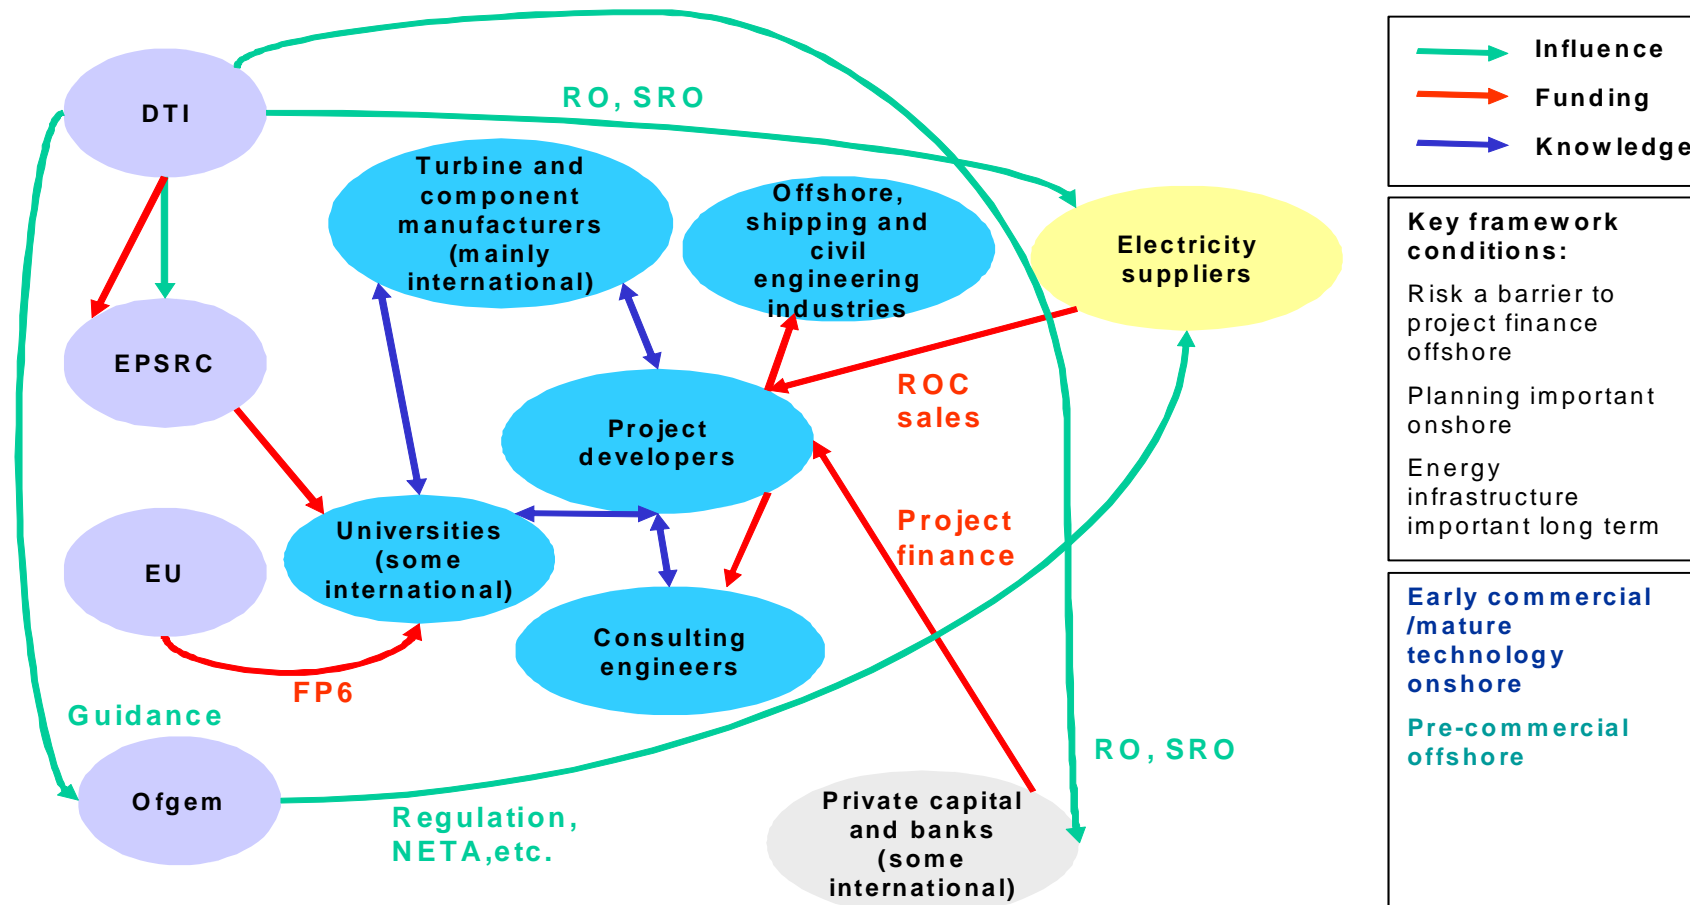 DTI
RO, SRO
Turbine and
component
manufacturers
(mainly
international)
Offshore,
shipping and
civil
engineering
industries
Electricity
suppliers
EPSRC
Project
developers
ROC
sales
Universities
(some
international)
Project
finance
EU
Consulting
engineers
FP6
Guidance
Ofgem
Regulation,
NETA,etc.
RO, SRO
Private capital
and banks
(some
international)
Influence
Funding
Knowledge
Key framework
conditions:
Risk a barrier to
project finance
offshore
Planning important
onshore
Energy
infrastructure
important long term
Early commercial
/mature
technology
onshore
Pre-commercial
offshore